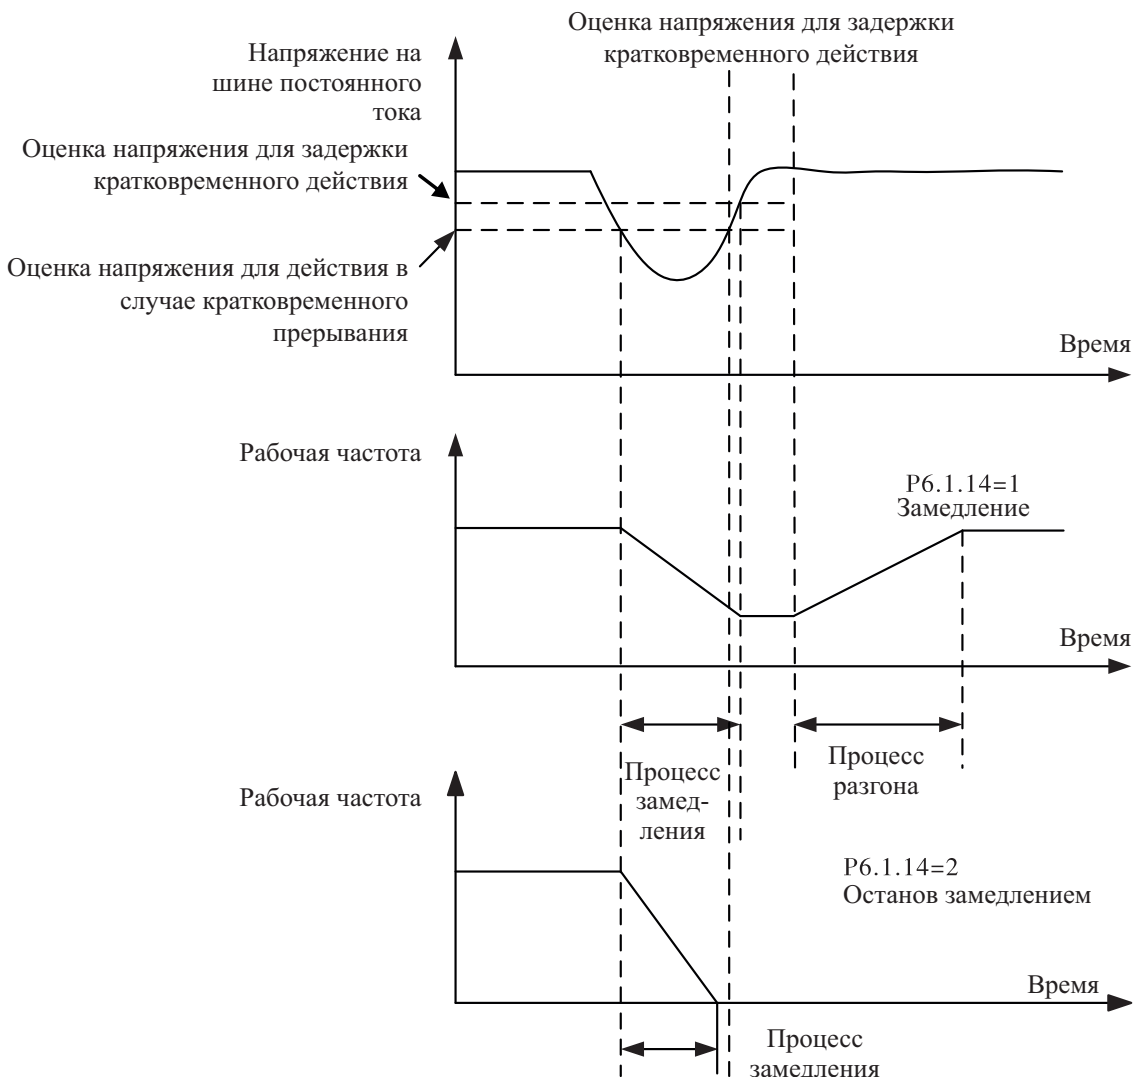 Оценка напряжения для задержки
кратковременного действия
Напряжение на
шине постоянного
тока
Оценка напряжения для задержки
кратковременного действия
Оценка напряжения для действия в
случае кратковременного
прерывания
Время
Рабочая частота
P6.1.14=1
Замедление
Время
Процесс
замед-
ления
Процесс
разгона
Рабочая частота
P6.1.14=2
Останов замедлением
Время
Процесс
замедления